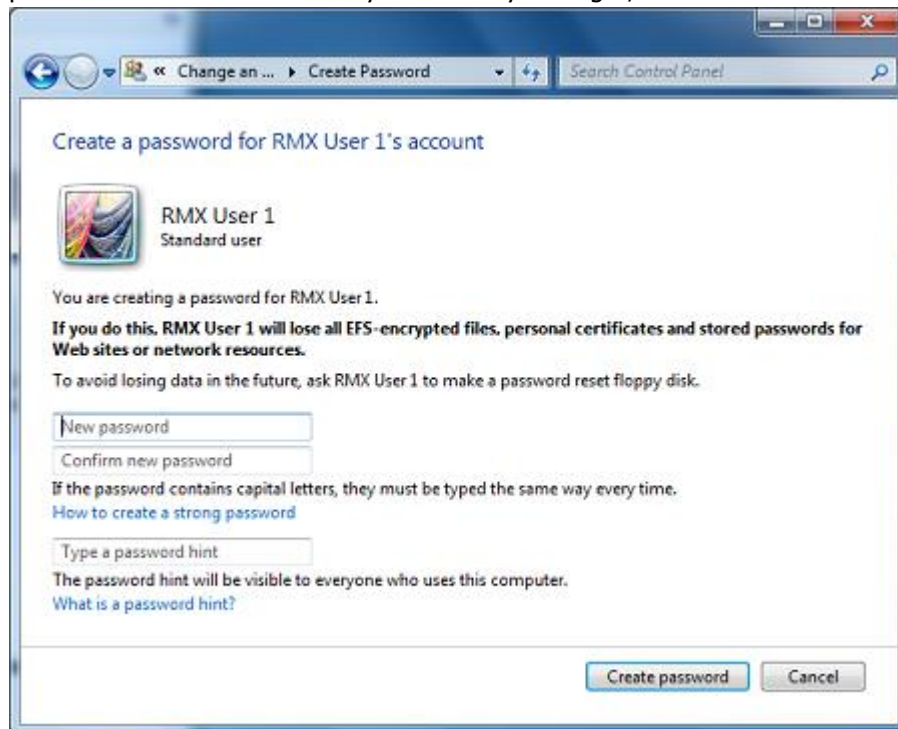 « Change an ... ▸ Create Password
Search Control Panel
Create a password for RMX User 1's account
RMX User 1
Standard user
You are creating a password for RMX User 1.
If you do this, RMX User 1 will lose all EFS-encrypted files, personal certificates and stored passwords for
Web sites or network resources.
To avoid losing data in the future, ask RMX User 1 to make a password reset floppy disk.
New password
Confirm new password
If the password contains capital letters, they must be typed the same way every time.
How to create a strong password
Type a password hint
The password hint will be visible to everyone who uses this computer.
What is a password hint?
Create password Cancel